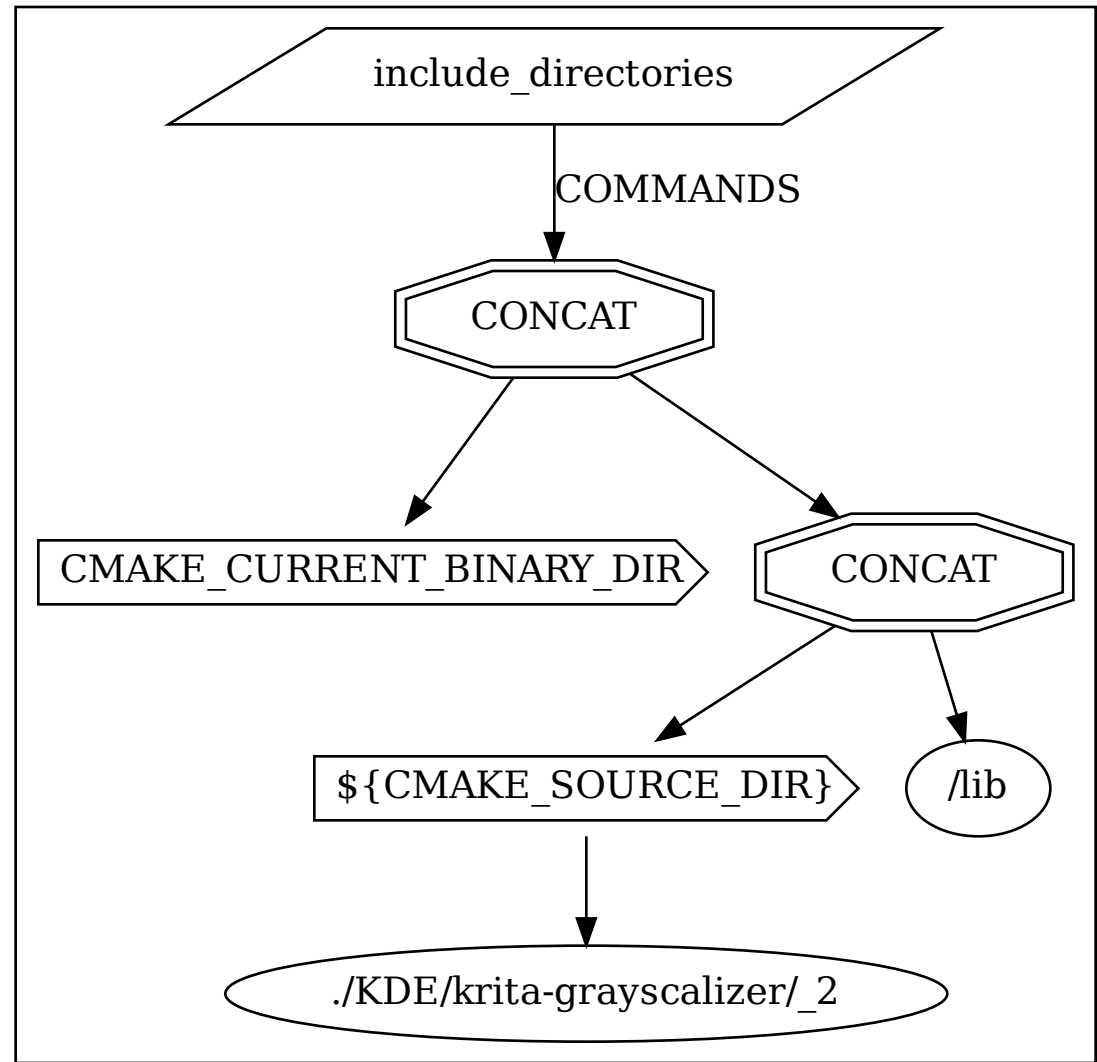 include_directories
COMMANDS
CONCAT
CMAKE_CURRENT_BINARY_DIR
CONCAT
${CMAKE_SOURCE_DIR}
/lib
./KDE/krita-grayscalizer/_2